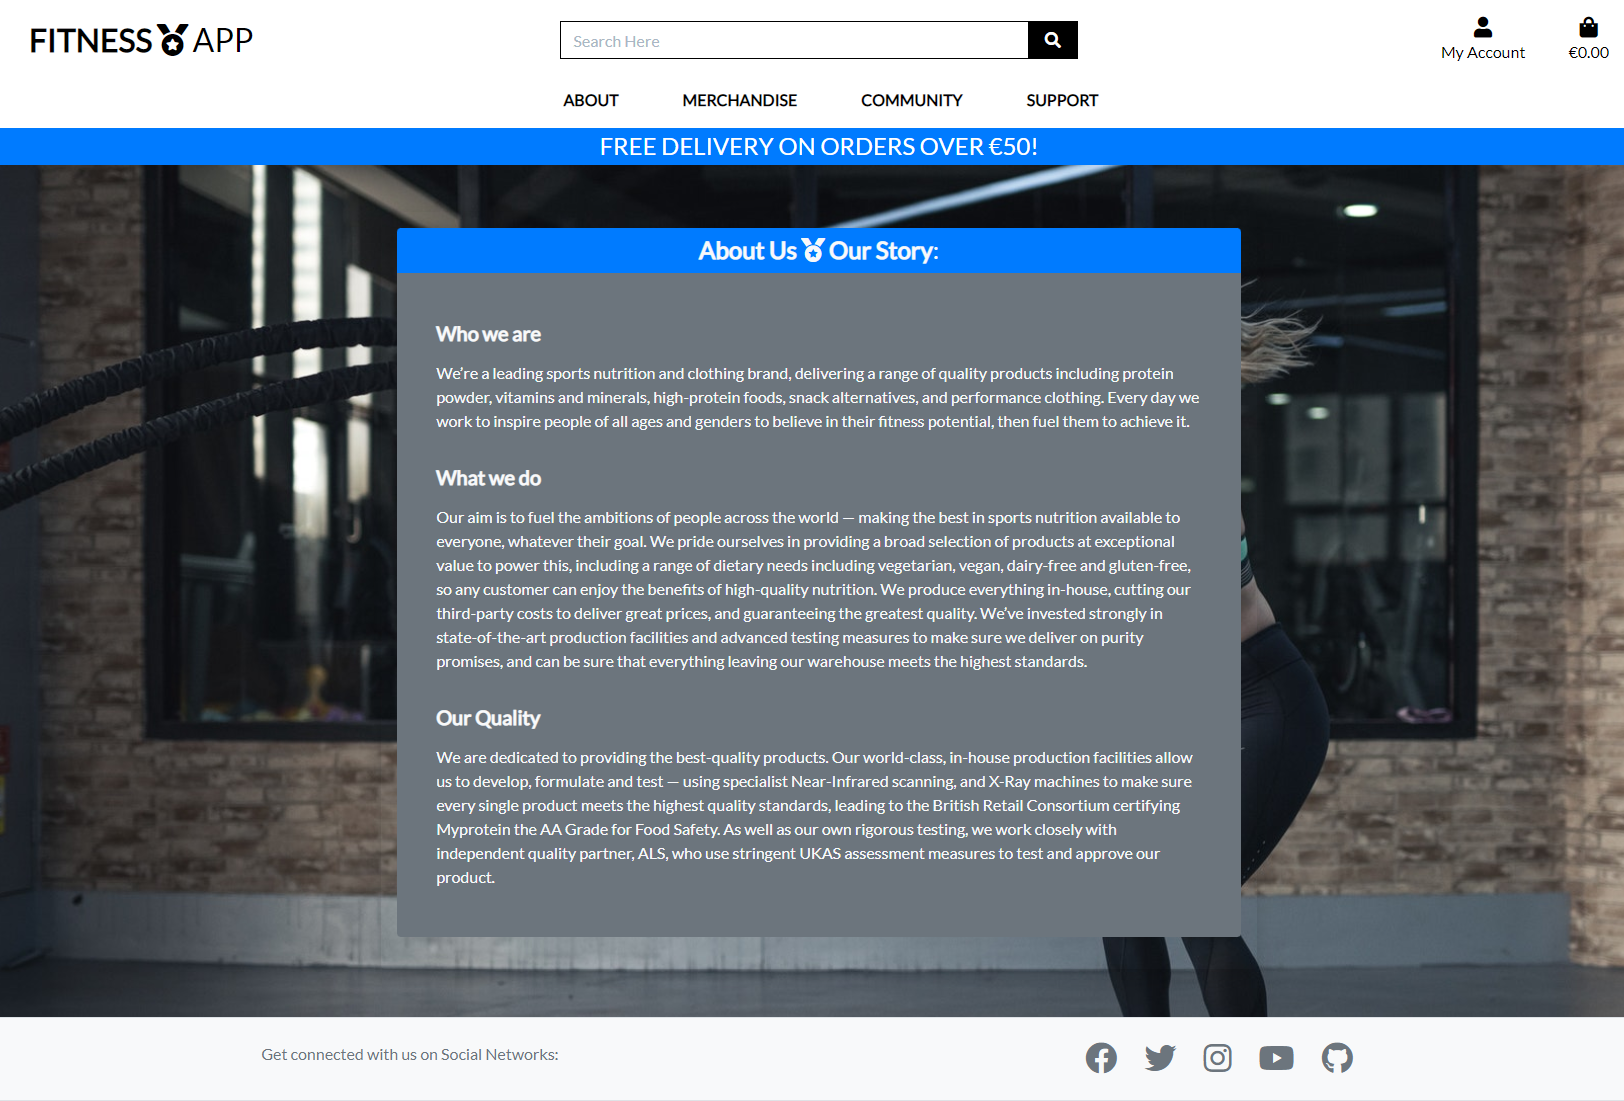 FITNESS APP
Search Here
My Account
€0.00
ABOUT MERCHANDISE COMMUNITY SUPPORT
FREE DELIVERY ON ORDERS OVER €50!
About Us Our Story:
Who we are
We’re a leading sports nutrition and clothing brand, delivering a range of quality products including protein
powder, vitamins and minerals, high-protein foods, snack alternatives, and performance clothing. Every day we
work to inspire people of all ages and genders to believe in their fitness potential, then fuel them to achieve it.
What we do
Our aim is to fuel the ambitions of people across the world — making the best in sports nutrition available to
everyone, whatever their goal. We pride ourselves in providing a broad selection of products at exceptional
value to power this, including a range of dietary needs including vegetarian, vegan, dairy-free and gluten-free,
so any customer can enjoy the benefits of high-quality nutrition. We produce everything in-house, cutting our
third-party costs to deliver great prices, and guaranteeing the greatest quality. We’ve invested strongly in
state-of-the-art production facilities and advanced testing measures to make sure we deliver on purity
promises, and can be sure that everything leaving our warehouse meets the highest standards.
Our Quality
We are dedicated to providing the best-quality products. Our world-class, in-house production facilities allow
us to develop, formulate and test — using specialist Near-Infrared scanning, and X-Ray machines to make sure
every single product meets the highest quality standards, leading to the British Retail Consortium certifying
Myprotein the AA Grade for Food Safety. As well as our own rigorous testing, we work closely with
independent quality partner, ALS, who use stringent UKAS assessment measures to test and approve our
product.
Get connected with us on Social Networks: